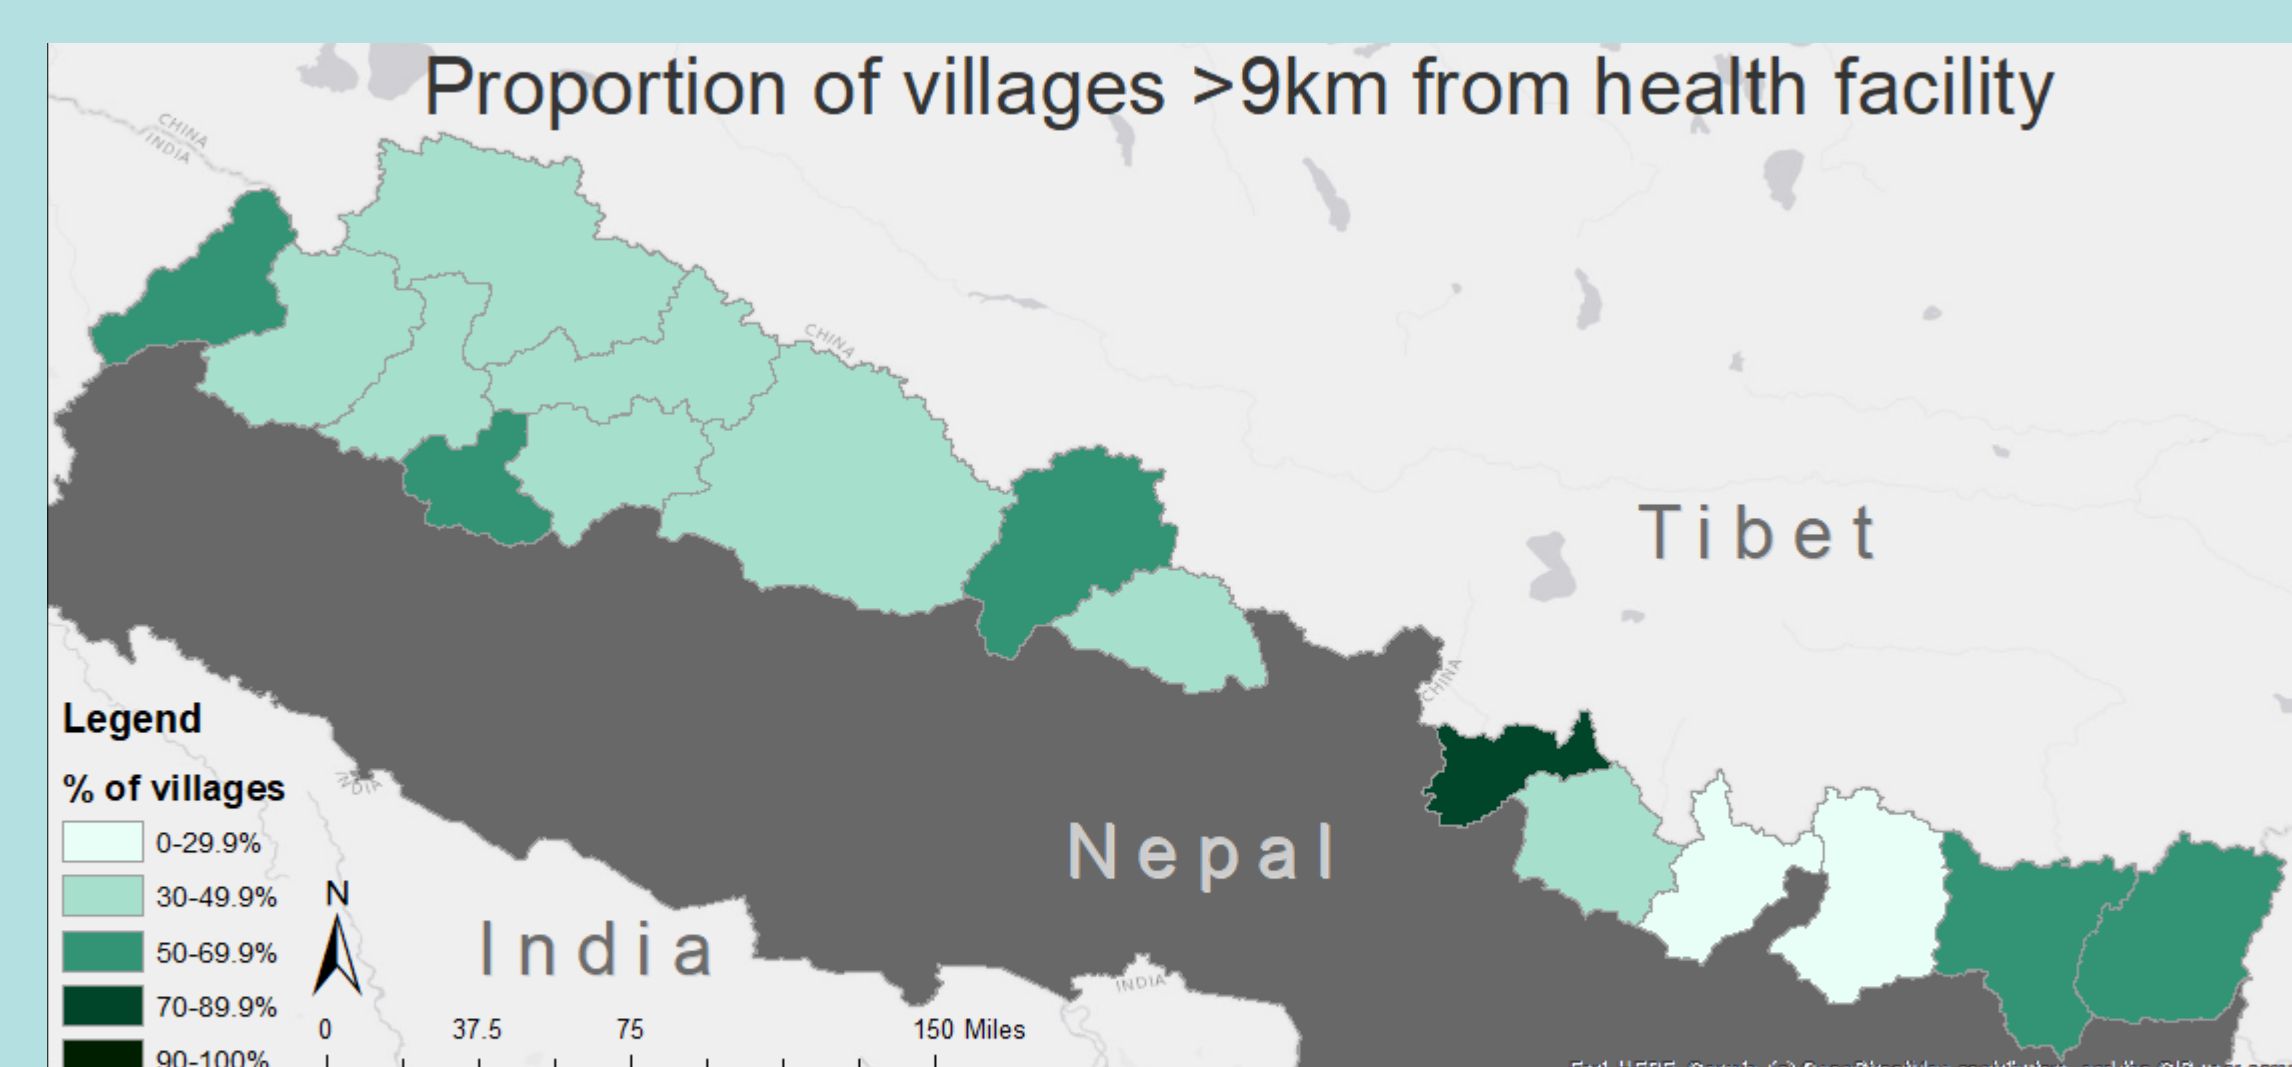 Proportion of villages >9km from health facility
CHINA
INDIA
CHINA
Tibet
CHINA
Legend
% of villages
INDIA
0-29.9%
30-49.9%
50-69.9%
70-89.9%
90-100%
N
Nepal
India
INDIA
0 37.5 75 150 Miles